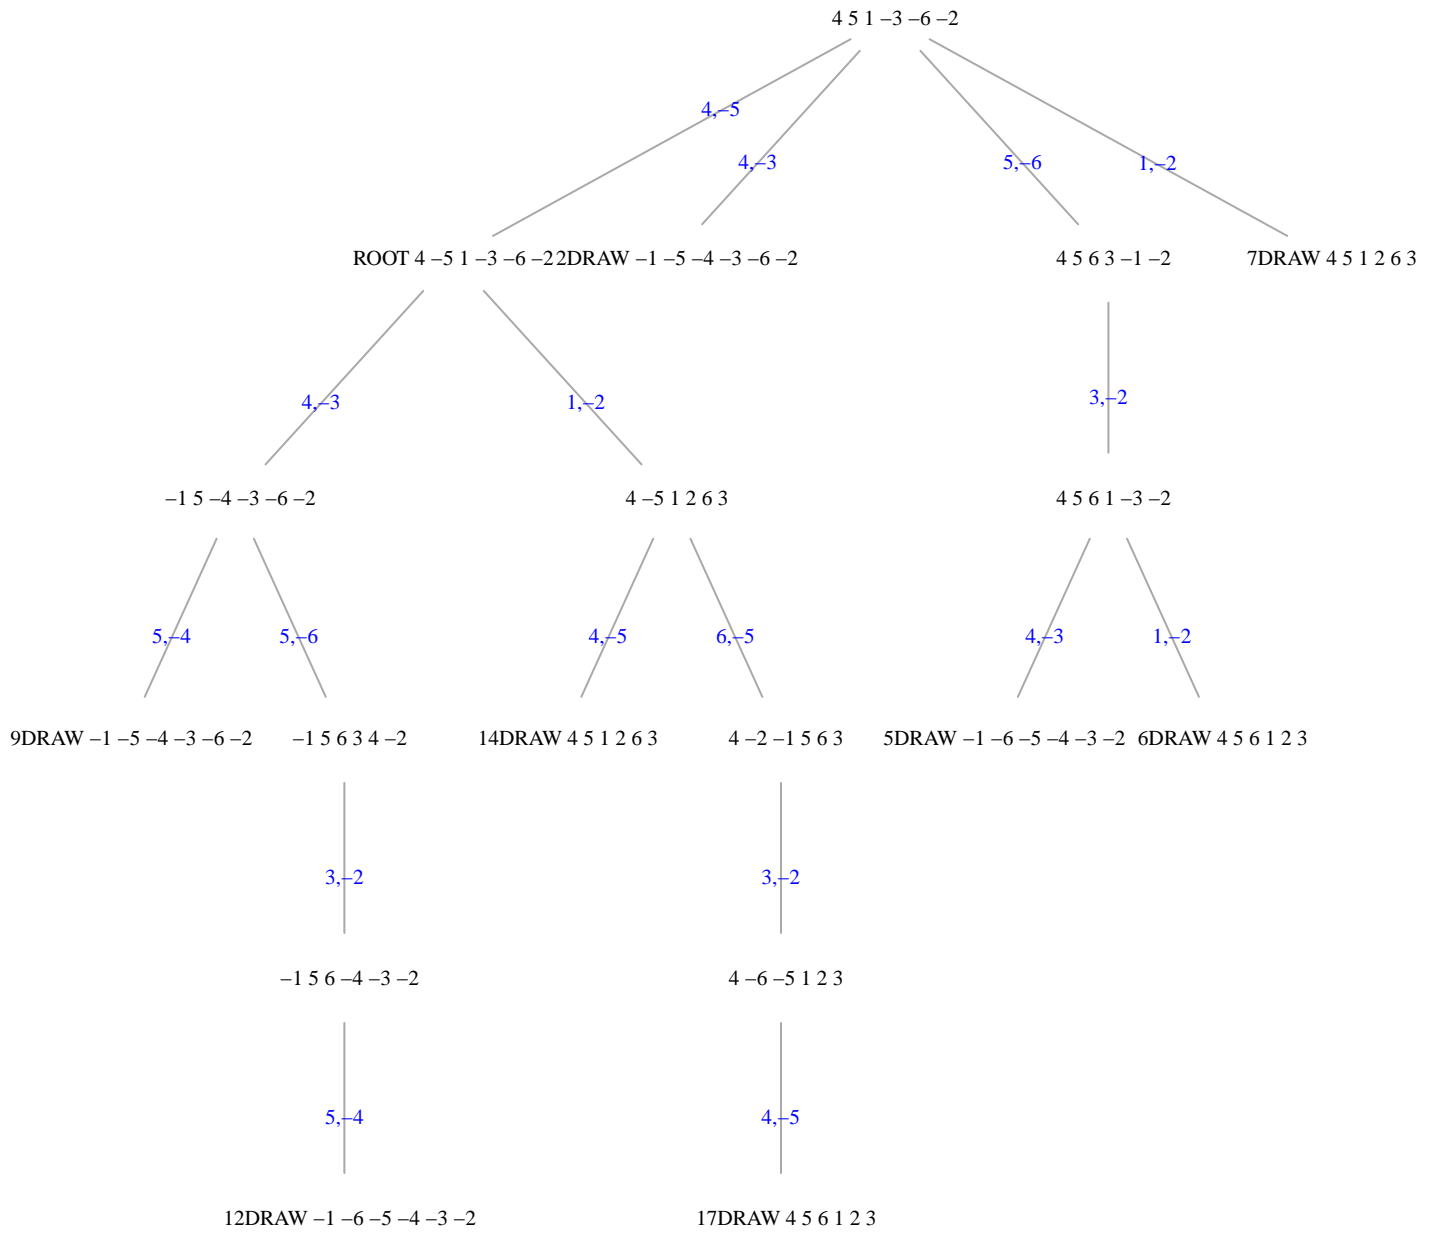 4 5 1 –3 –6 –2
4,–5
4,–3
5,–6
1,–2
ROOT 4 –5 1 –3 –6 –2
2DRAW –1 –5 –4 –3 –6 –2
4 5 6 3 –1 –2
7DRAW 4 5 1 2 6 3
4,–3
1,–2
3,–2
–1 5 –4 –3 –6 –2
4 –5 1 2 6 3
4 5 6 1 –3 –2
5,–4
5,–6
4,–5
6,–5
4,–3
1,–2
9DRAW –1 –5 –4 –3 –6 –2
–1 5 6 3 4 –2
14DRAW 4 5 1 2 6 3
4 –2 –1 5 6 3
5DRAW –1 –6 –5 –4 –3 –2
6DRAW 4 5 6 1 2 3
3,–2
3,–2
–1 5 6 –4 –3 –2
4 –6 –5 1 2 3
5,–4
4,–5
12DRAW –1 –6 –5 –4 –3 –2
17DRAW 4 5 6 1 2 3